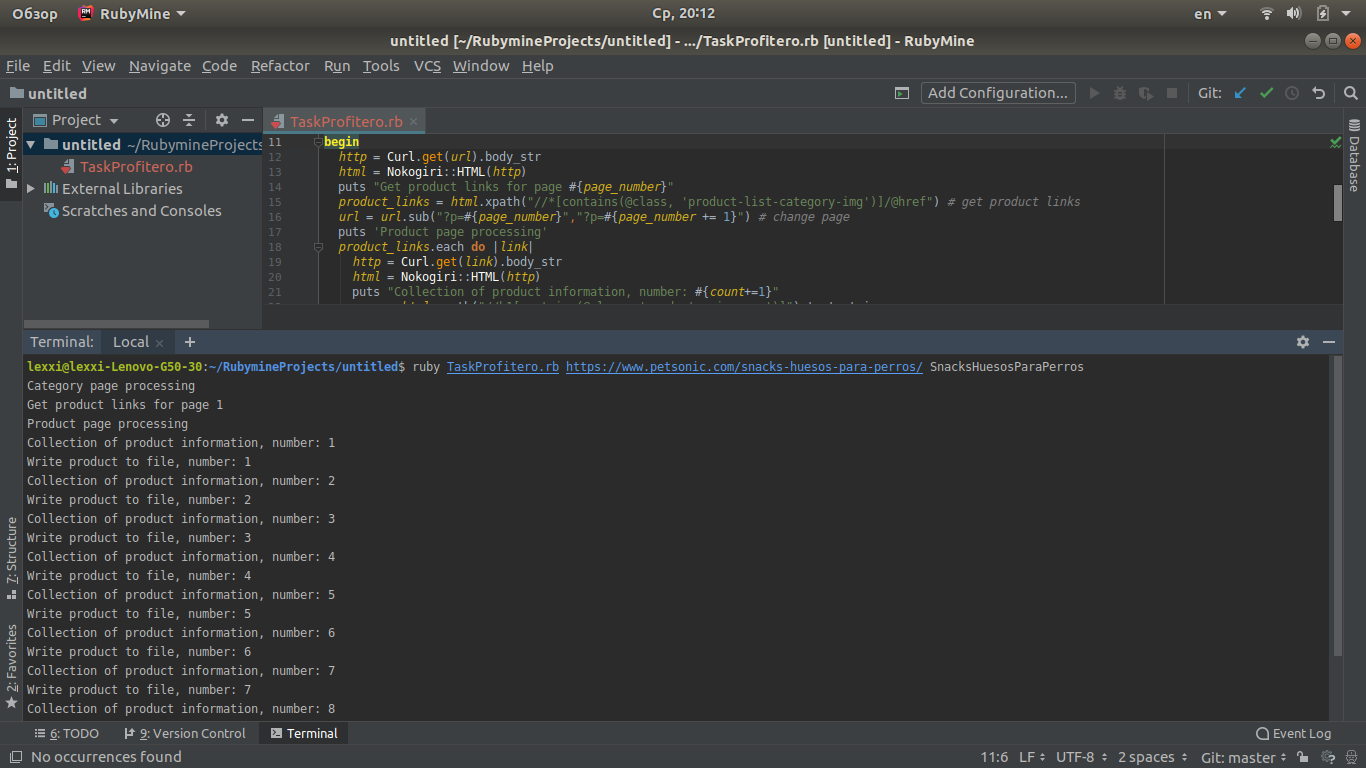 Обзор RubyMine Ср, 20:12 en
untitled [~/RubymineProjects/untitled] - .../TaskProfitero.rb [untitled] - RubyMine
File Edit View Navigate Code Refactor Run Tools VCS Window Help
untitled Add Configuration... Git:
1: Project
Project
untitled ~/RubymineProjects
TaskProfitero.rb
External Libraries
Scratches and Consoles
TaskProfitero.rb
11 begin
12 http = Curl.get(url).body_str
13 html = Nokogiri::HTML(http)
14 puts "Get product links for page #{page_number}"
15 product_links = html.xpath("//*[contains(@class, 'product-list-category-img')]/@href") # get product links
16 url = url.sub("?p=#{page_number}","?p=#{page_number += 1}") # change page
17 puts 'Product page processing'
18 product_links.each do |link|
19 http = Curl.get(link).body_str
20 html = Nokogiri::HTML(http)
21 puts "Collection of product information, number: #{count+=1}"
Database
Terminal: Local +
lexxi@lexxi-Lenovo-G50-30:~/RubymineProjects/untitled$ ruby TaskProfitero.rb https://www.petsonic.com/snacks-huesos-para-perros/ SnacksHuesosParaPerros
Category page processing
Get product links for page 1
Product page processing
Collection of product information, number: 1
Write product to file, number: 1
Collection of product information, number: 2
Write product to file, number: 2
Collection of product information, number: 3
Write product to file, number: 3
Collection of product information, number: 4
Write product to file, number: 4
Collection of product information, number: 5
Write product to file, number: 5
Collection of product information, number: 6
Write product to file, number: 6
Collection of product information, number: 7
Write product to file, number: 7
Collection of product information, number: 8
7: Structure
2: Favorites
6: TODO 9: Version Control Terminal Event Log
No occurrences found 11:6 LF UTF-8 2 spaces Git: master